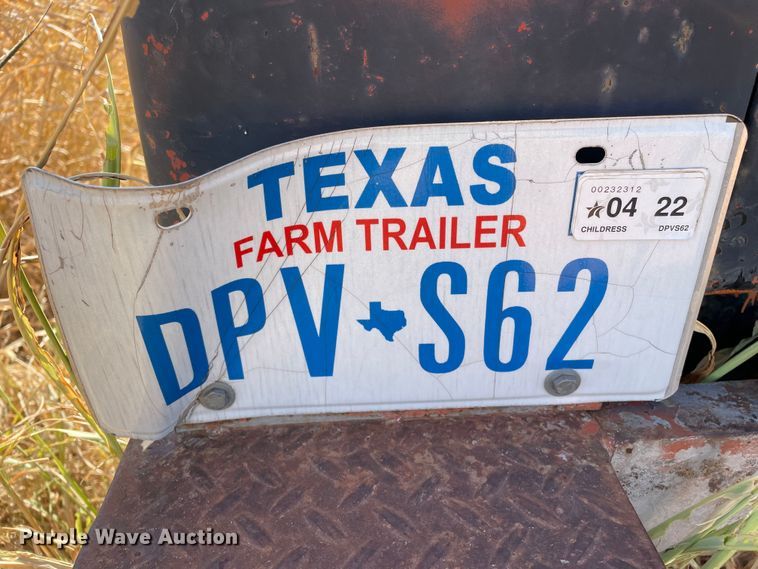 TEXAS
FARM TRAILER
DPV S62
00232312
04 22
CHILDRESS DPVS62
Purple Wave Auction